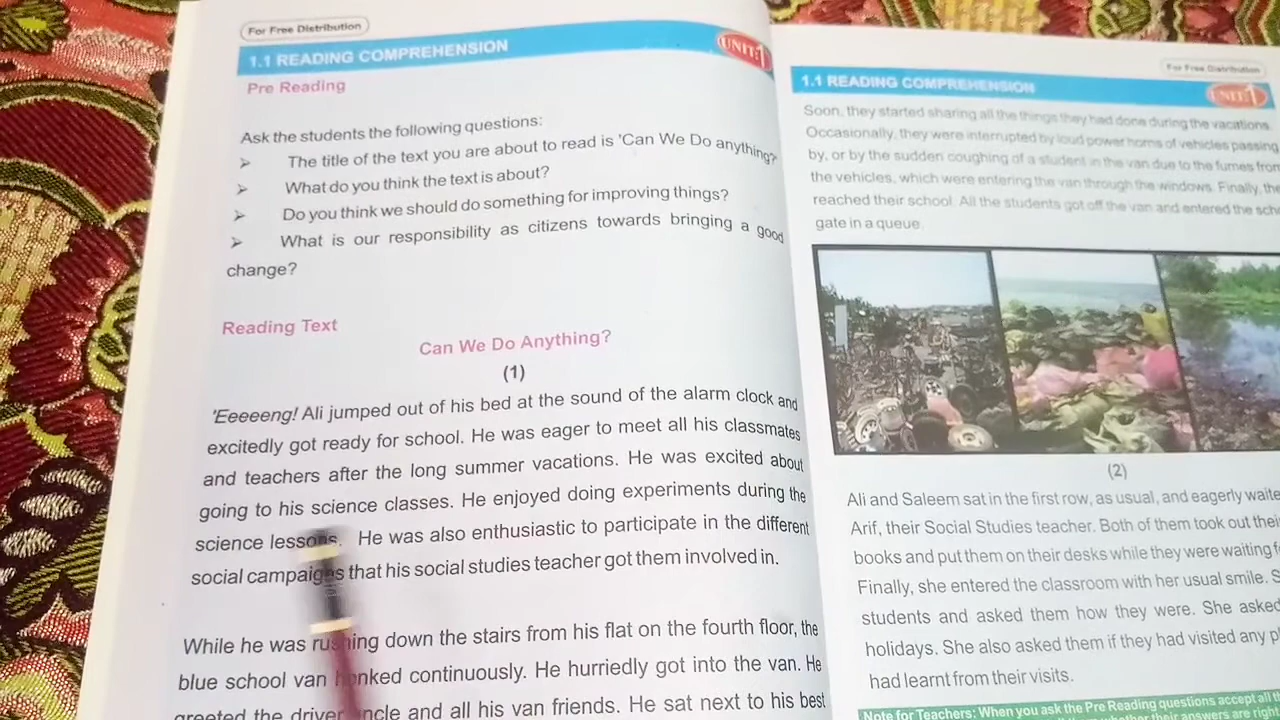 For Free Distribution
1.1 READING COMPREHENSION
UNIT:1
Pre Reading
Ask the students the following questions:
➢ The title of the text you are about to read is 'Can We Do anything?
➢ What do you think the text is about?
➢ Do you think we should do something for improving things?
➢ What is our responsibility as citizens towards bringing a good
change?
Reading Text
Can We Do Anything?
(1)
'Eeeeeng! Ali jumped out of his bed at the sound of the alarm clock and
excitedly got ready for school. He was eager to meet all his classmates
and teachers after the long summer vacations. He was excited about
going to his science classes. He enjoyed doing experiments during the
science lessons. He was also enthusiastic to participate in the different
social campaigns that his social studies teacher got them involved in.
While he was rushing down the stairs from his flat on the fourth floor, the
blue school van honked continuously. He hurriedly got into the van. He
greeted the driver uncle and all his van friends. He sat next to his best
For Free Distribution
1.1 READING COMPREHENSION
UNIT:1
Soon, they started sharing all the things they had done during the vacations.
Occasionally, they were interrupted by loud power horns of vehicles passing
by, or by the sudden coughing of a student in the van due to the fumes from
the vehicles, which were entering the van through the windows. Finally,
reached their school. All the students got off the van and entered the
gate in a queue.
(2)
Ali and Saleem sat in the first row, as usual, and eagerly
Arif, their Social Studies teacher. Both of them took out
books and put them on their desks while they were waiting
Finally, she entered the classroom with her usual smile.
students and asked them how they were. She asked
holidays. She also asked them if they had visited any
had learnt from their visits.
Note for Teachers: When you ask the Pre Reading questions accept all
whether their answers are right